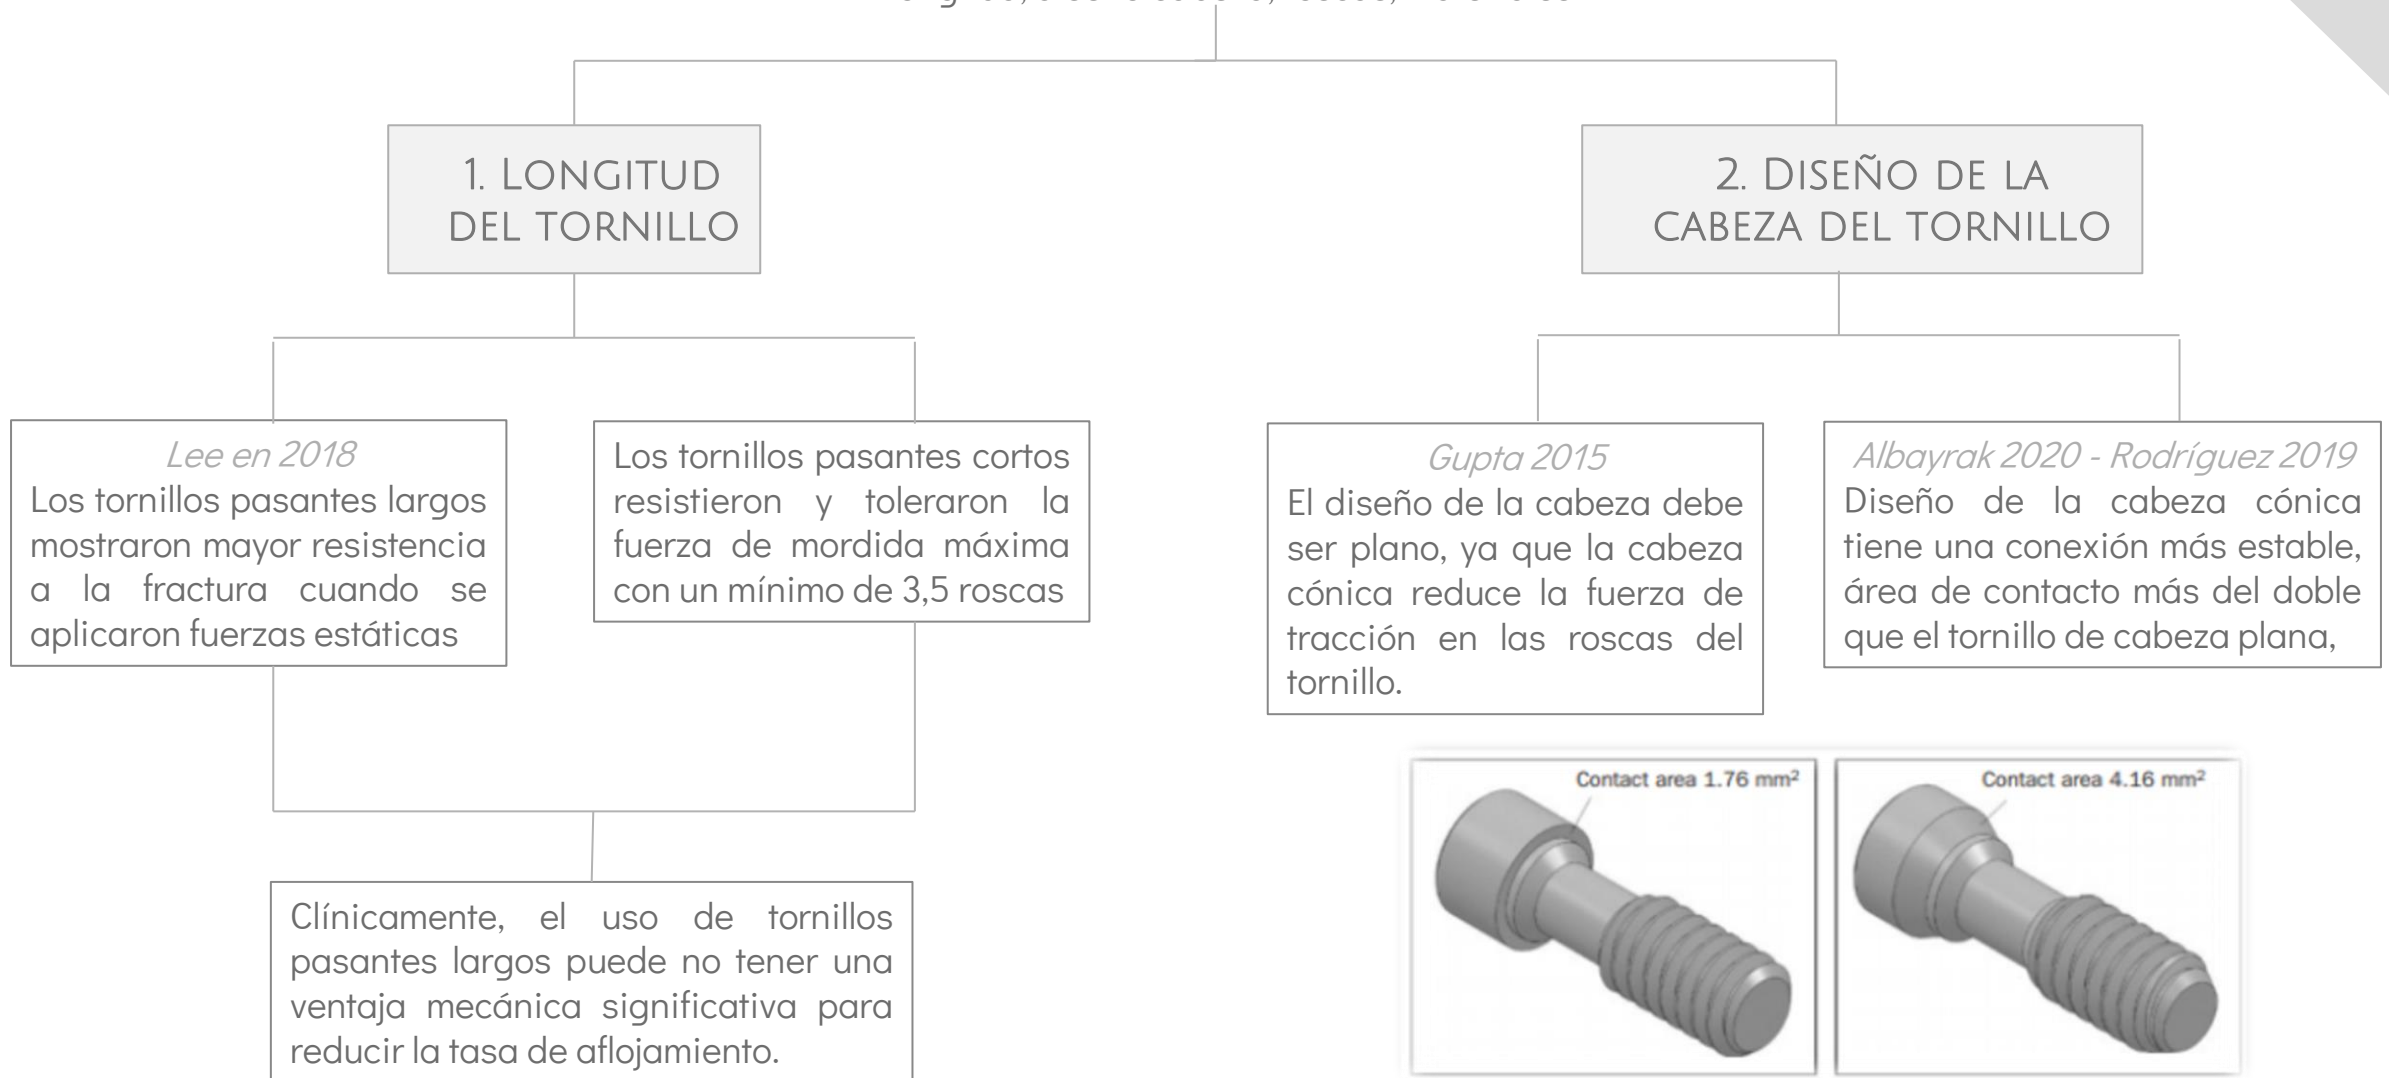 1. LONGITUD
DEL TORNILLO
2. DISEÑO DE LA
CABEZA DEL TORNILLO
Lee en 2018
Los tornillos pasantes largos
mostraron mayor resistencia
a la fractura cuando se
aplicaron fuerzas estáticas
Los tornillos pasantes cortos
resistieron y toleraron la
fuerza de mordida máxima
con un mínimo de 3,5 roscas
Clínicamente, el uso de tornillos
pasantes largos puede no tener una
ventaja mecánica significativa para
reducir la tasa de aflojamiento.
Gupta 2015
El diseño de la cabeza debe
ser plano, ya que la cabeza
cónica reduce la fuerza de
tracción en las roscas del
tornillo.
Albayrak 2020 - Rodríguez 2019
Diseño de la cabeza cónica
tiene una conexión más estable,
área de contacto más del doble
que el tornillo de cabeza plana,
Contact area 1.76 mm²
Contact area 4.16 mm²